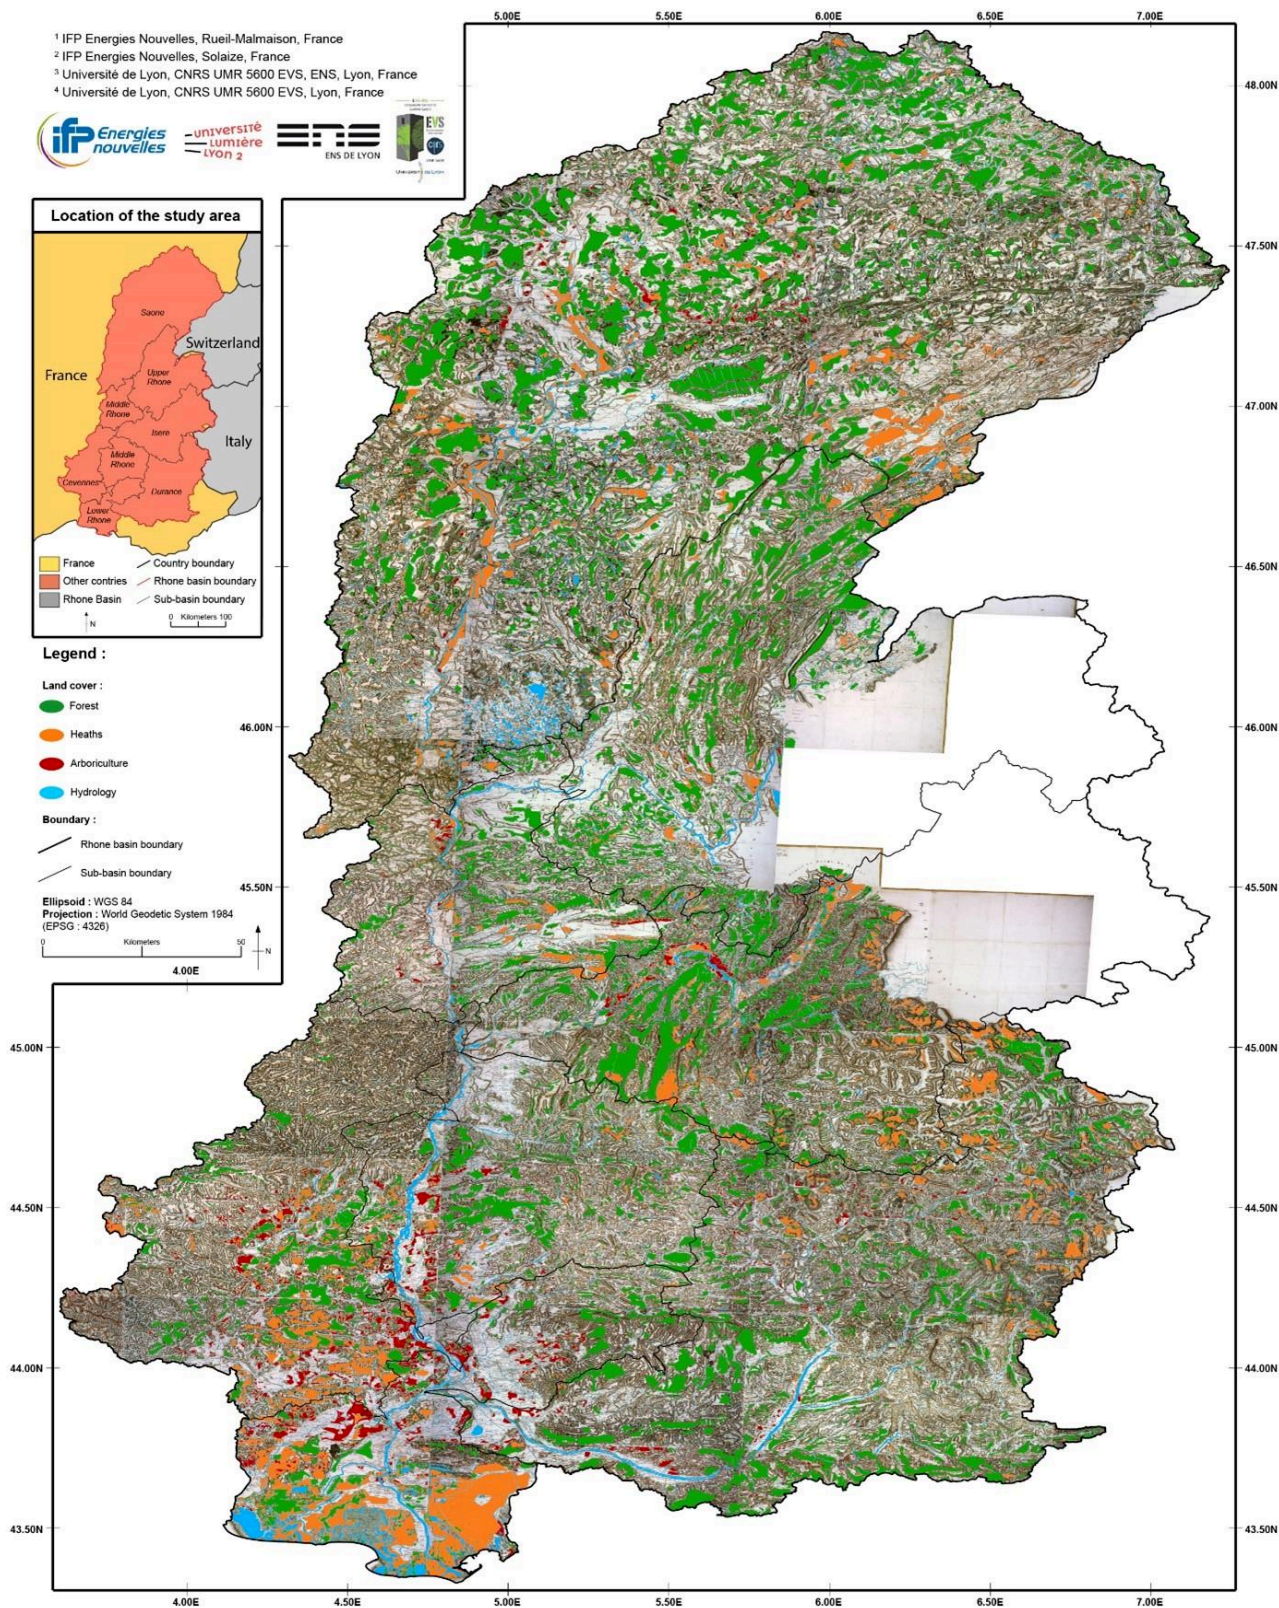 ¹ IFP Energies Nouvelles, Rueil-Malmaison, France
² IFP Energies Nouvelles, Solaize, France
³ Université de Lyon, CNRS UMR 5600 EVS, ENS, Lyon, France
⁴ Université de Lyon, CNRS UMR 5600 EVS, Lyon, France
ifp Energies
nouvelles
UNIVERSITÉ
LUMIÈRE
LYON 2
ENS
ENS DE LYON
EVS
5.00E 5.50E 6.00E 6.50E 7.00E
48.00N
47.50N
47.00N
46.50N
46.00N 46.00N
45.50N 45.50N
45.00N 45.00N
44.50N 44.50N
44.00N 44.00N
43.50N 43.50N
Location of the study area
Saone
Switzerland
France
Upper
Rhone
Middle
Rhone
Isere
Italy
Middle
Rhone
Cevennes
Durance
Lower
Rhone
France Country boundary
Other contries Rhone basin boundary
Rhone Basin Sub-basin boundary
N
0 Kilometers 100
Legend :
Land cover :
Forest
Heaths
Arboriculture
Hydrology
Boundary :
Rhone basin boundary
Sub-basin boundary
Ellipsoid : WGS 84
Projection : World Geodetic System 1984
(EPSG : 4326)
0 Kilometers 50
N
4.00E
4.00E 4.50E 5.00E 5.50E 6.00E 6.50E 7.00E